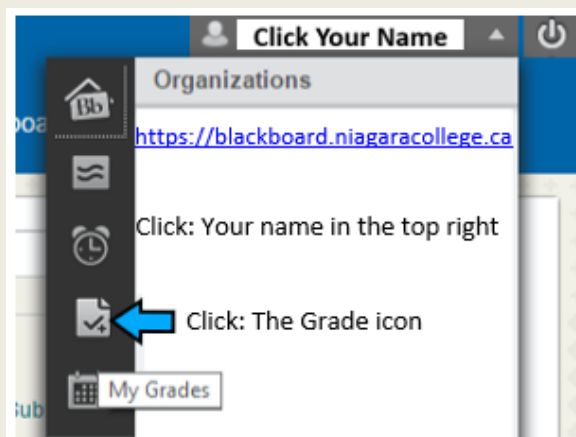 Click Your Name
Organizations
Bb
https://blackboard.niagaracollege.ca
Click: Your name in the top right
Click: The Grade icon
My Grades